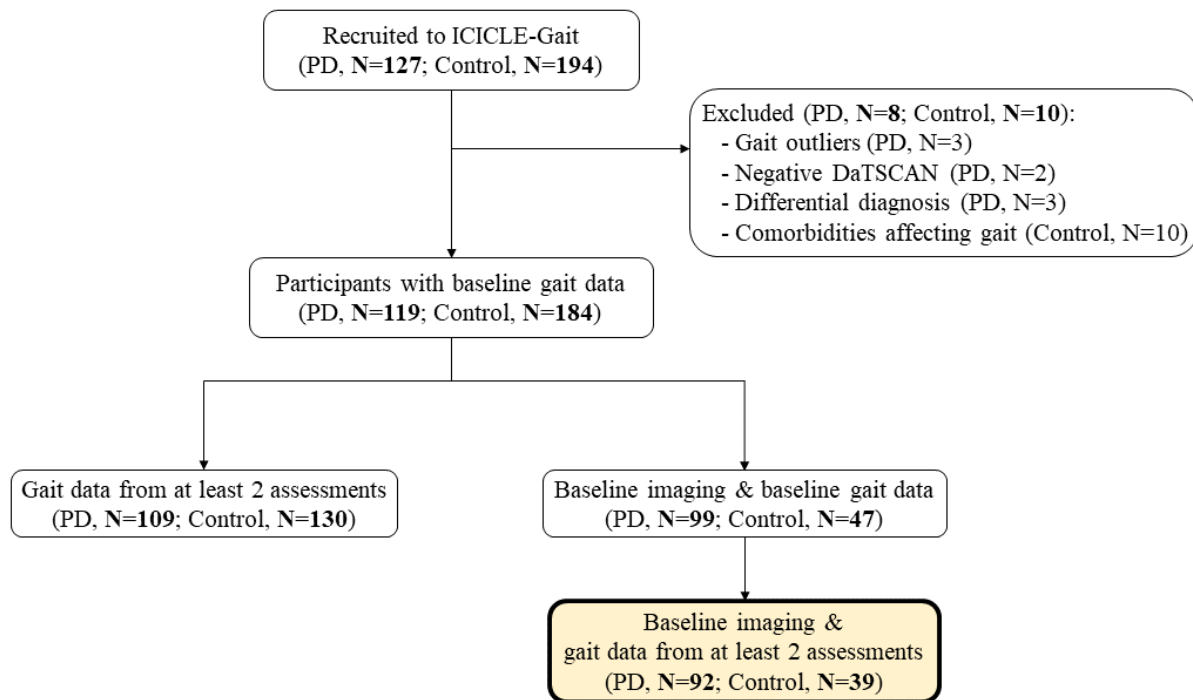 Recruited to ICICLE-Gait
(PD, N=127; Control, N=194)
Excluded (PD, N=8; Control, N=10):
- Gait outliers (PD, N=3)
- Negative DaTSCAN (PD, N=2)
- Differential diagnosis (PD, N=3)
- Comorbidities affecting gait (Control, N=10)
Participants with baseline gait data
(PD, N=119; Control, N=184)
Gait data from at least 2 assessments
(PD, N=109; Control, N=130)
Baseline imaging & baseline gait data
(PD, N=99; Control, N=47)
Baseline imaging &
gait data from at least 2 assessments
(PD, N=92; Control, N=39)